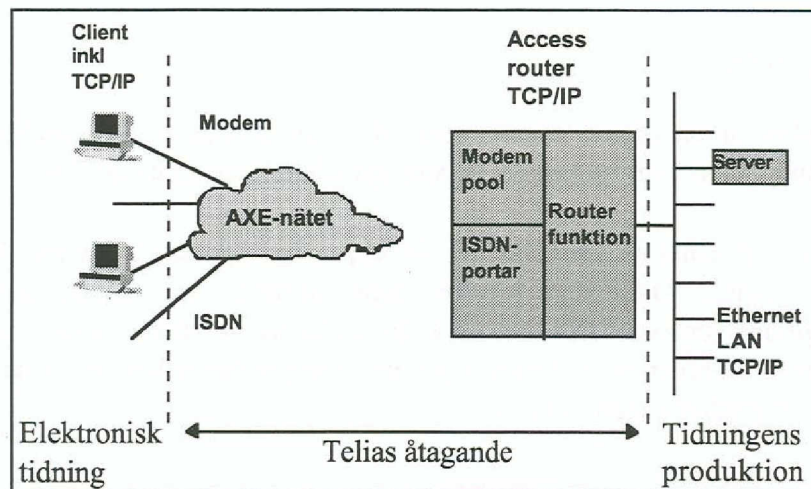 Client
inkl
TCP/IP
Modem
AXE-nätet
ISDN
Access
router
TCP/IP
Modem
pool
ISDN-
portar
Router
funktion
Server
Ethernet
LAN
TCP/IP
Elektronisk
tidning
Telias åtagande
Tidningens
produktion